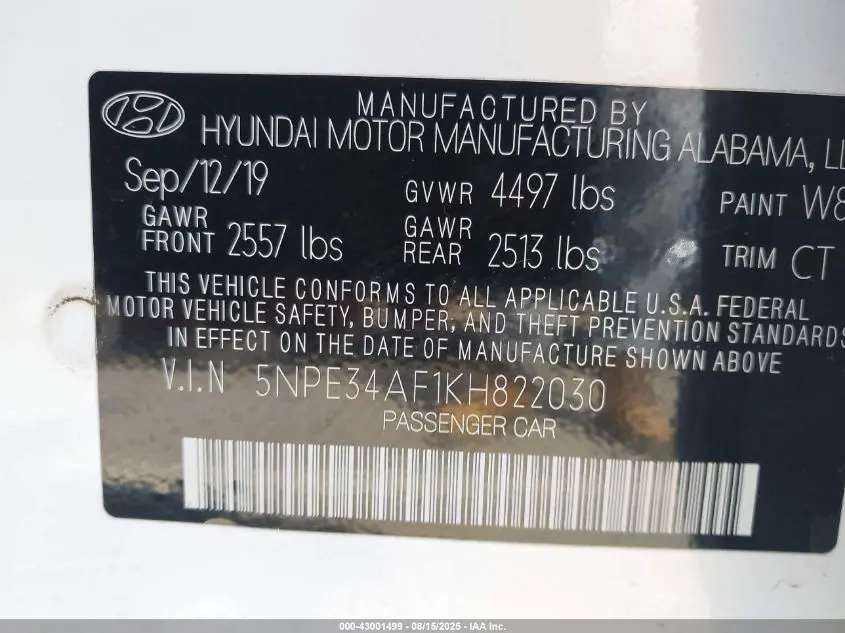 MANUFACTURED BY
HYUNDAI MOTOR MANUFACTURING ALABAMA, LL
Sep/12/19 GVWR 4497 lbs PAINT W8
GAWR FRONT 2557 lbs GAWR REAR 2513 lbs TRIM CT
THIS VEHICLE CONFORMS TO ALL APPLICABLE U.S.A. FEDERAL
MOTOR VEHICLE SAFETY, BUMPER, AND THEFT PREVENTION STANDARDS
IN EFFECT ON THE DATE OF MANUFACTURE SHOWN ABOVE
V.I.N 5NPE34AF1KH822030
PASSENGER CAR
000-43001499 - 08/15/2025 - IAA Inc.